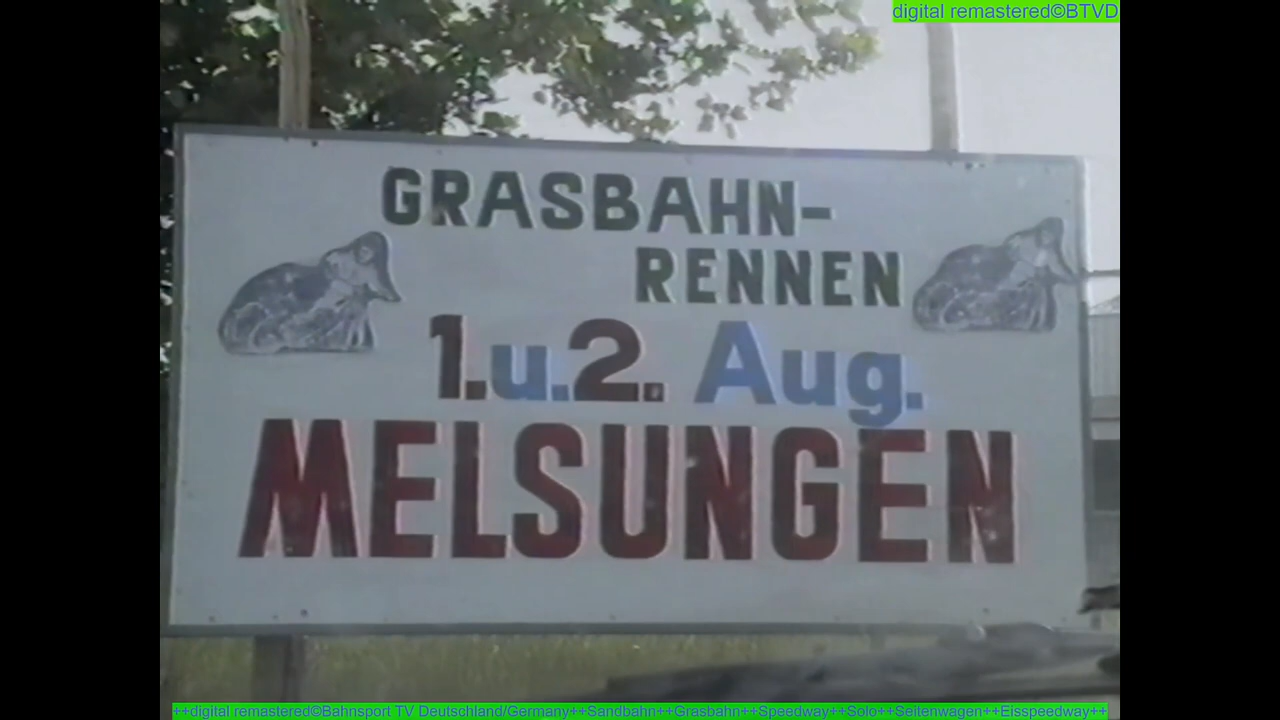 digital remastered©BTVD
GRASBAHN-
RENNEN
1.u.2. Aug.
MELSUNGEN
++digital remastered©Bahnsport TV Deutschland/Germany++Sandbahn++Grasbahn++Speedway++Solo++Seitenwagen++Eisspeedway++